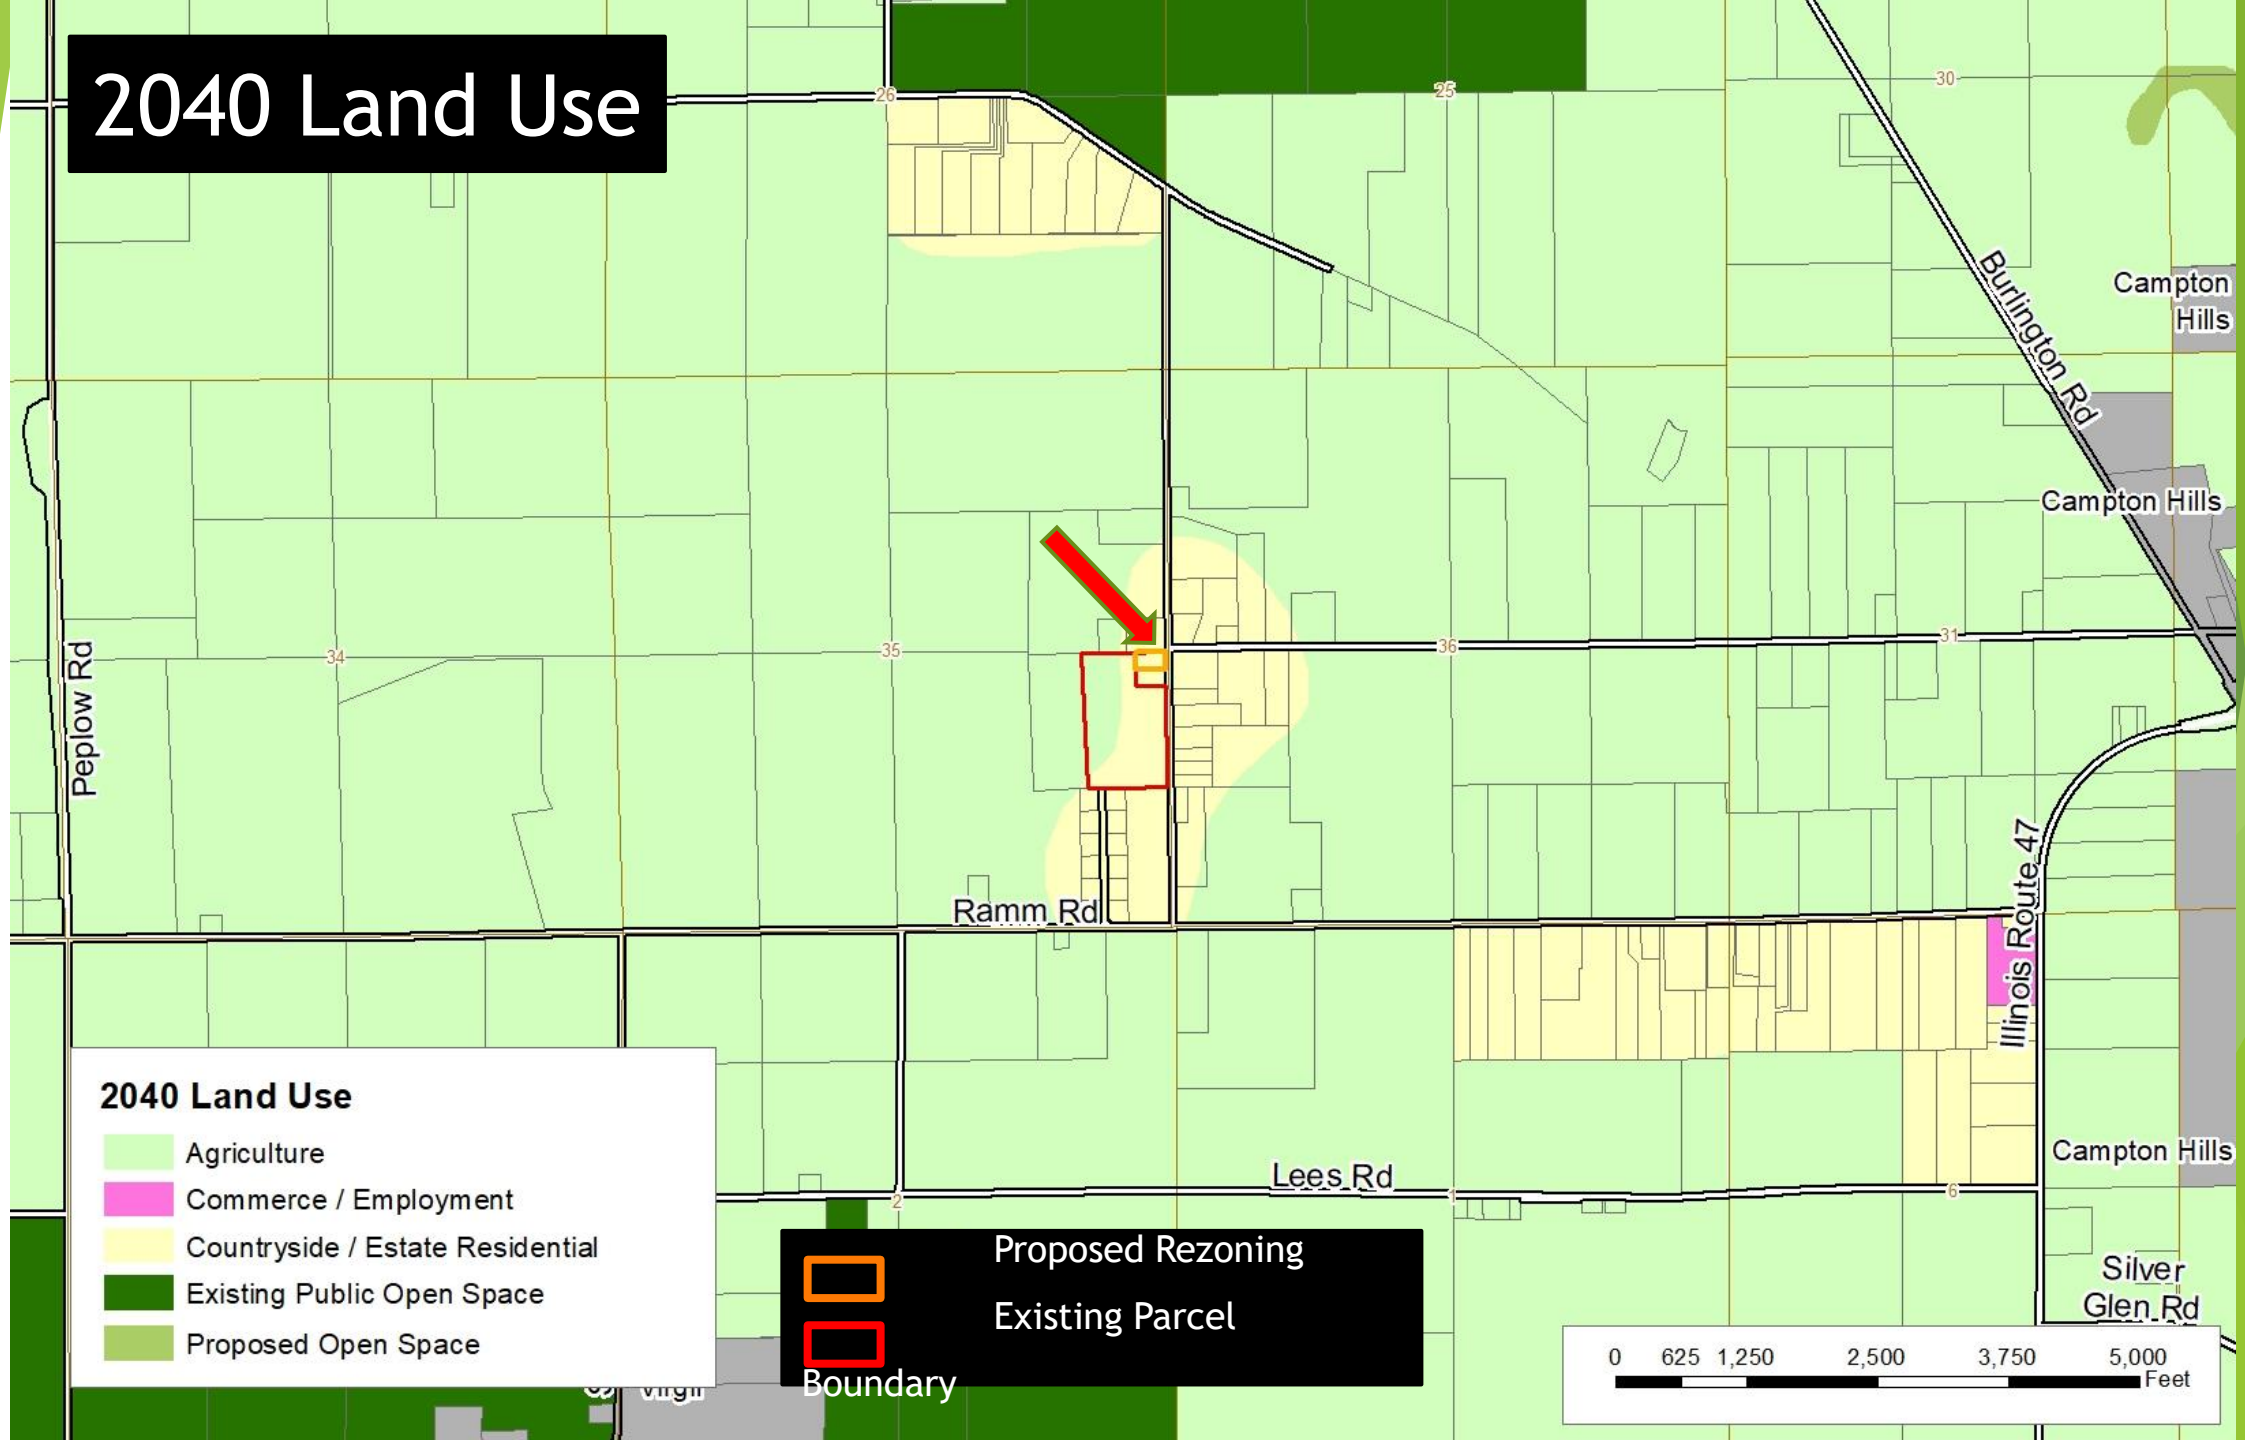 2040 Land Use
26
25
30
Burlington Rd
Campton
Hills
Campton Hills
34
35
36
31
Peplow Rd
Ramm Rd
Illinois Route 47
2040 Land Use
Agriculture
Commerce / Employment
Countryside / Estate Residential
Existing Public Open Space
Proposed Open Space
Lees Rd
2
1
6
Campton Hills
Silver
Glen Rd
Proposed Rezoning
Existing Parcel
Boundary
0 625 1,250 2,500 3,750 5,000
Feet
Virgil